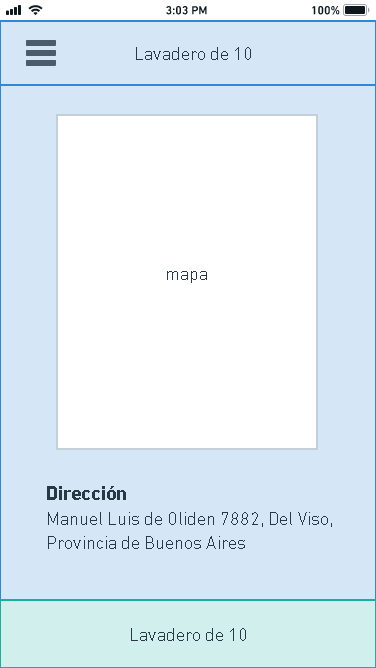 3:03 PM 100%
Lavadero de 10
mapa
Dirección
Manuel Luis de Oliden 7882, Del Viso,
Provincia de Buenos Aires
Lavadero de 10